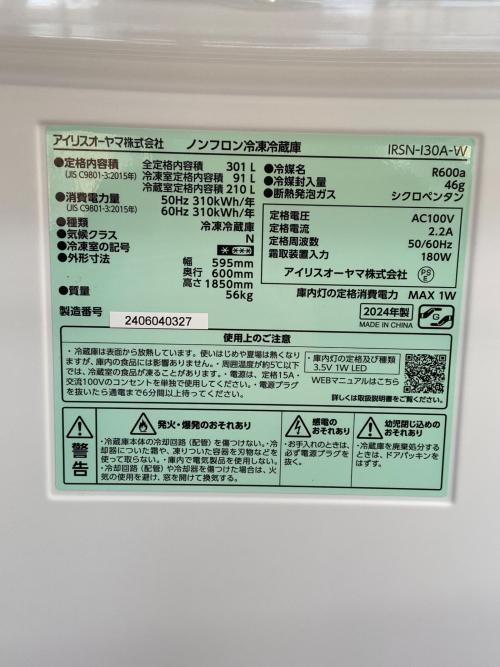 アイリスオーヤマ株式会社 ノンフロン冷凍冷蔵庫 IRSN-I30A-W
●定格内容積 全定格内容積 301 L
(JIS C9801-3:2015年) 冷凍室定格内容積 91 L
冷蔵室定格内容積 210 L
●消費電力量 50Hz 310kWh/年
(JIS C9801-3:2015年) 60Hz 310kWh/年
●種類 冷凍冷蔵庫
●気候クラス N
●冷凍室の記号
●外形寸法 幅 595mm
奥行 600mm
高さ 1850mm
●質量 56kg
製造番号 2406040327
●冷媒名 R600a
●冷媒封入量 46g
●断熱発泡ガス シクロペンタン
定格電圧 AC100V
定格電流 2.2A
定格周波数 50/60Hz
霜取装置入力 180W
アイリスオーヤマ株式会社 PSE
庫内灯の定格消費電力 MAX 1W
2024年製
MADE IN CHINA
G
使用上のご注意
・冷蔵庫は表面から放熱しています。使いはじめや夏場は熱くなり
ますが、庫内の食品には影響ありません。・周囲温度が約5℃以下
では、冷蔵室の食品が凍ることがあります。・電源は、定格15A・
交流100Vのコンセントを単独で使用してください。・電源プラグ
を抜いたら通電まで6分間以上待ってください。
・庫内灯の定格及び種類
3.5V 1W LED
WEBマニュアルはこちら
詳しくは取扱説明書をご覧ください。
警告
発火・爆発のおそれあり
・冷蔵庫本体の冷却回路（配管）を傷つけない。・冷
却器についた霜や、凍りついた容器を刃物などを
使って取らない。・庫内で電気製品を使用しない。
・冷却回路（配管）や冷却器を傷つけた場合は、火
気の使用を避け、窓を開けて換気する。
感電の
おそれあり
・お手入れのときは、
必ず電源プラグを
抜く。
幼児閉じ込めの
おそれあり
・冷蔵庫を廃棄処分す
るときは、ドアパッキンを
はずす。